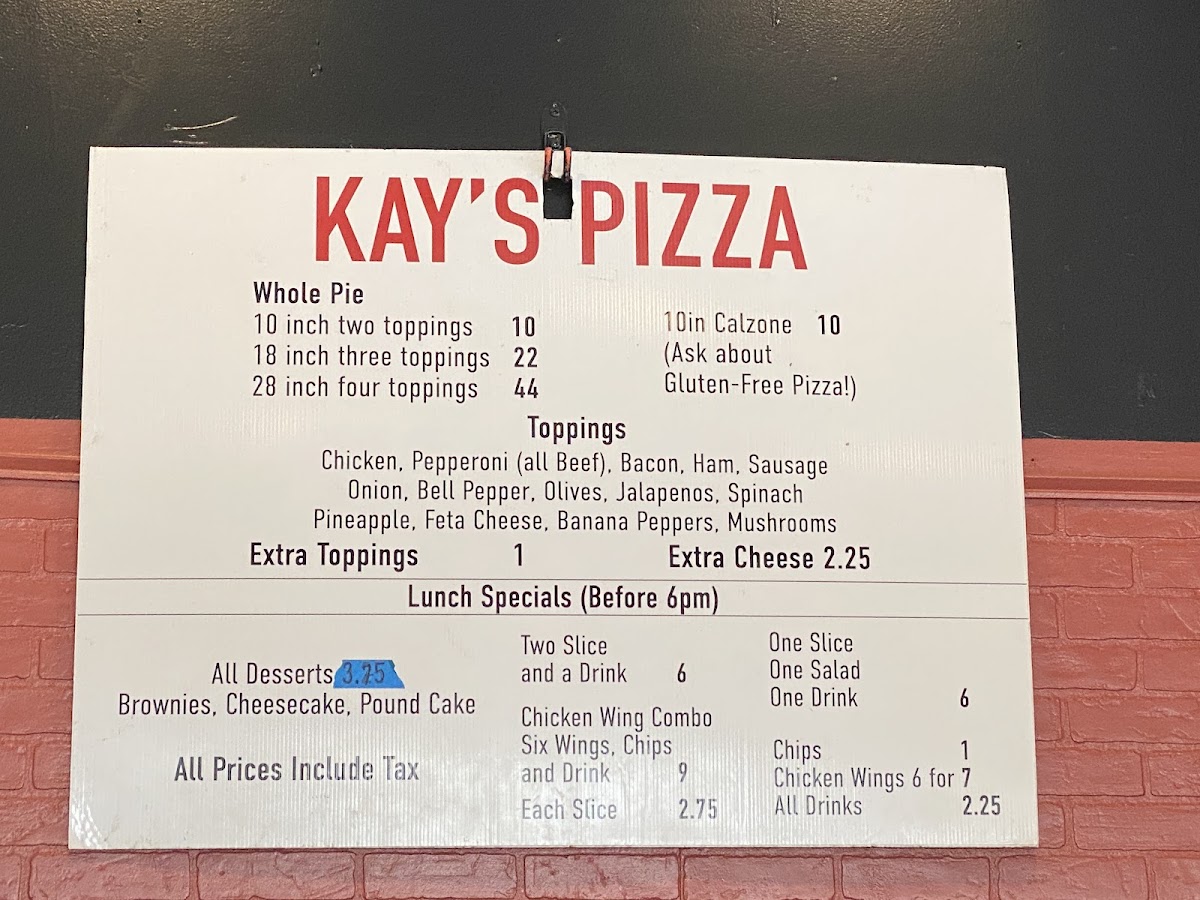 KAY'S PIZZA
Whole Pie
10 inch two toppings 10
18 inch three toppings 22
28 inch four toppings 44
10in Calzone 10
(Ask about
Gluten-Free Pizza!)
Toppings
Chicken, Pepperoni (all Beef), Bacon, Ham, Sausage
Onion, Bell Pepper, Olives, Jalapenos, Spinach
Pineapple, Feta Cheese, Banana Peppers, Mushrooms
Extra Toppings 1
Extra Cheese 2.25
Lunch Specials (Before 6pm)
All Desserts
Brownies, Cheesecake, Pound Cake
All Prices Include Tax
Two Slice
and a Drink 6
Chicken Wing Combo
Six Wings, Chips
and Drink 9
Each Slice 2.75
One Slice
One Salad
One Drink 6
Chips 1
Chicken Wings 6 for 7
All Drinks 2.25